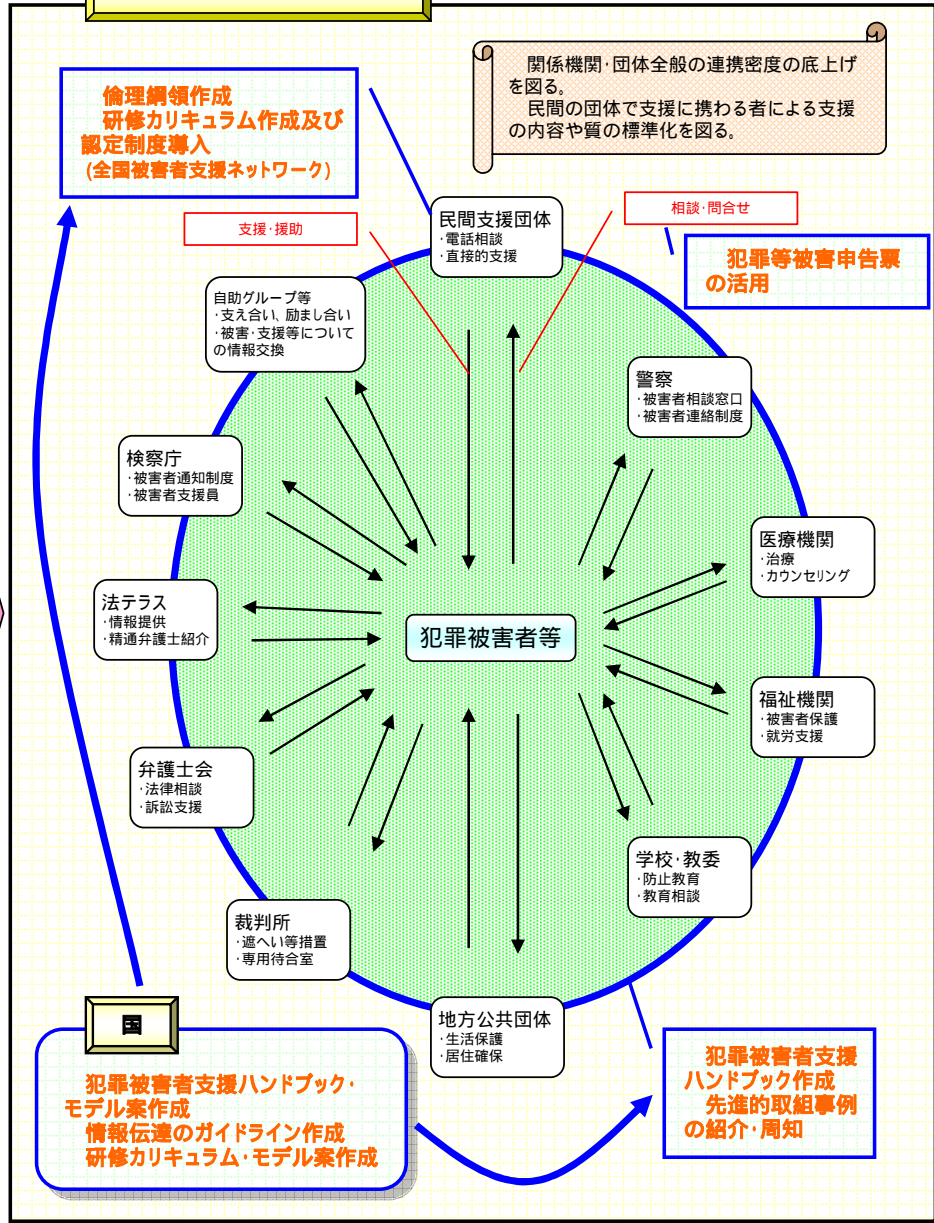 関係機関・団体全般の連携密度の底上げ
を図る。
民間の団体で支援に携わる者による支援
の内容や質の標準化を図る。
倫理綱領作成
研修カリキュラム作成及び
認定制度導入
(全国被害者支援ネットワーク)
支援・援助
相談・問合せ
民間支援団体
・電話相談
・直接的支援
犯罪等被害申告票
の活用
自助グループ等
・支え合い、励まし合い
・被害・支援等について
の情報交換
警察
・被害者相談窓口
・被害者連絡制度
検察庁
・被害者通知制度
・被害者支援員
医療機関
・治療
・カウンセリング
法テラス
・情報提供
・精通弁護士紹介
犯罪被害者等
福祉機関
・被害者保護
・就労支援
弁護士会
・法律相談
・訴訟支援
学校・教委
・防止教育
・教育相談
裁判所
・遮へい等措置
・専用待合室
地方公共団体
・生活保護
・居住確保
国
犯罪被害者支援ハンドブック・
モデル案作成
情報伝達のガイドライン作成
研修カリキュラム・モデル案作成
犯罪被害者支援
ハンドブック作成
先進的取組事例
の紹介・周知